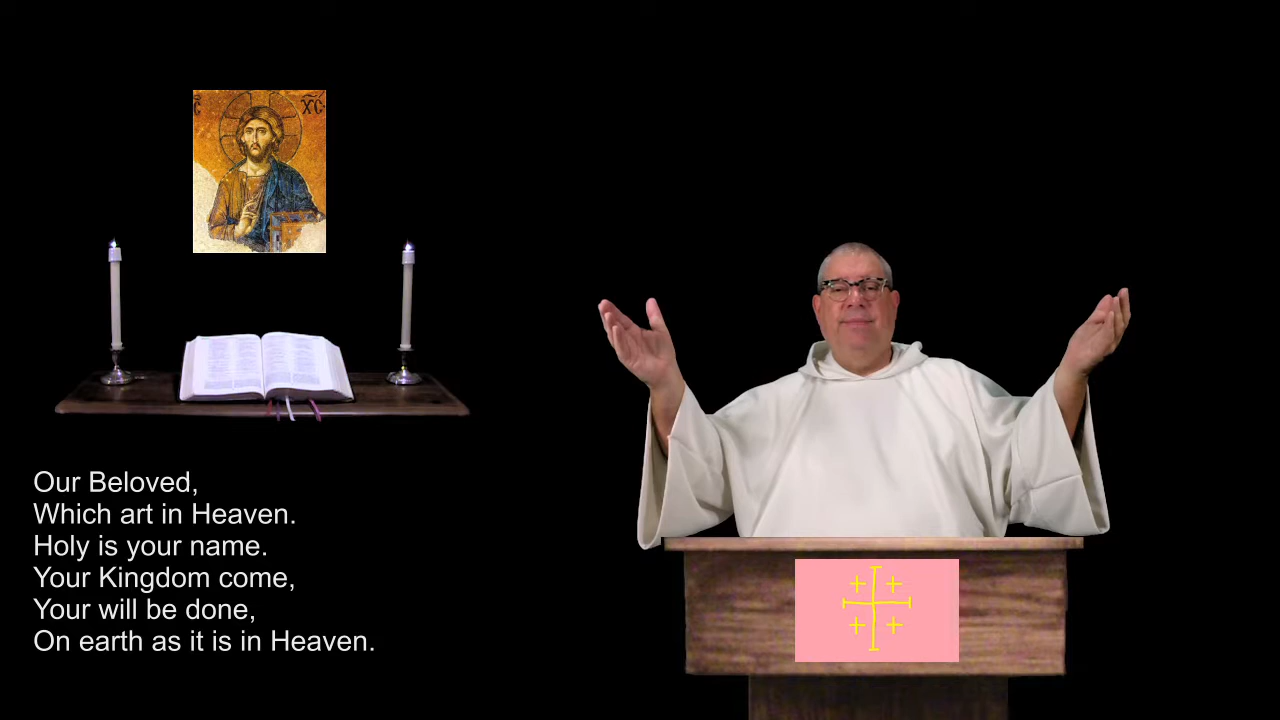 XC
Our Beloved,
Which art in Heaven.
Holy is your name.
Your Kingdom come,
Your will be done,
On earth as it is in Heaven.